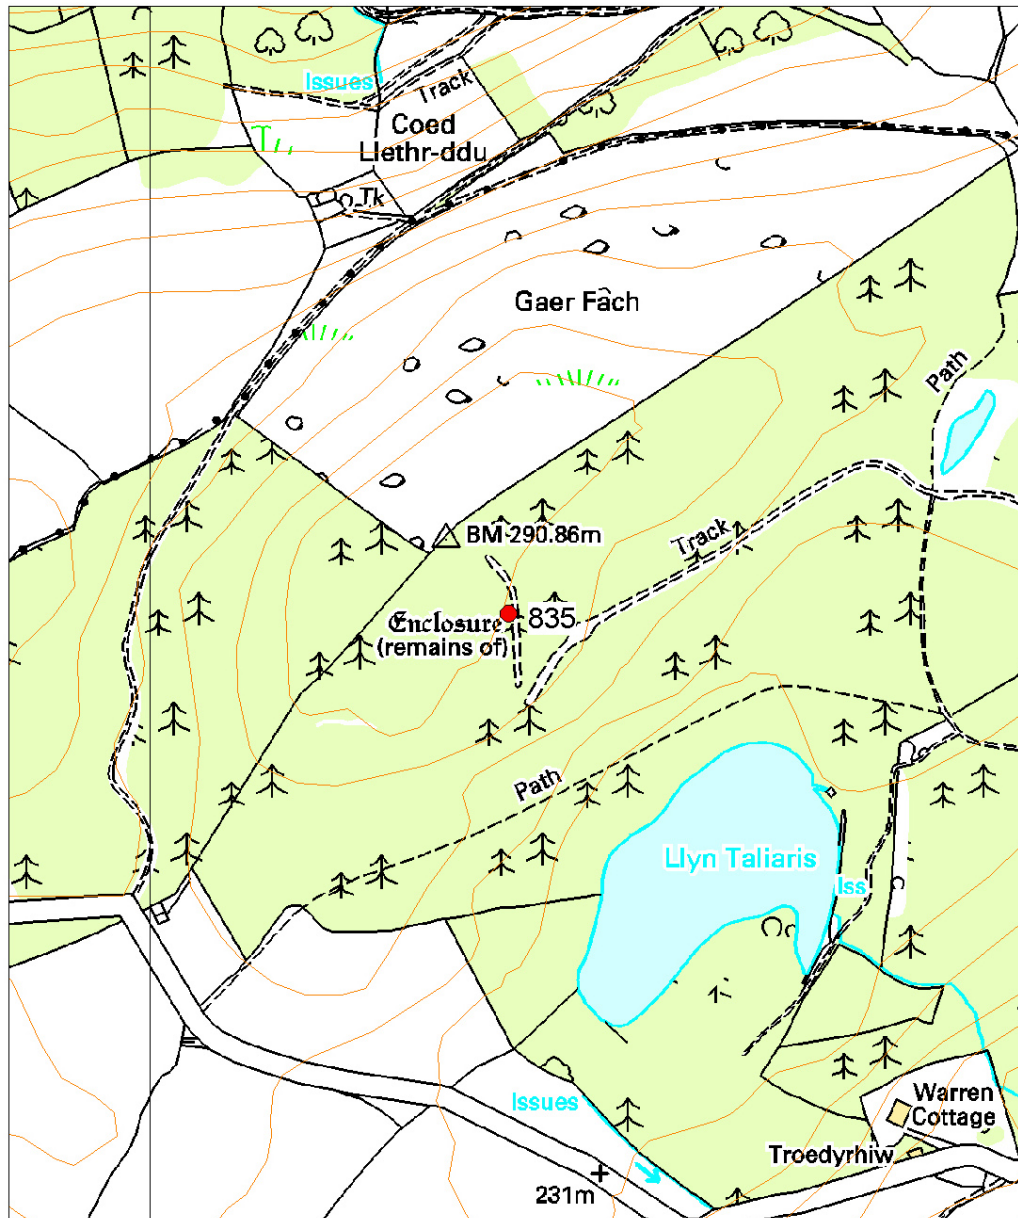 Issues
Track
Coed
Llethr-ddu
Tk
Gaer Fach
Path
BM 290.86m
Track
Enclosure
(remains of)
835
Path
Llyn Taliaris
Iss
Issues
Warren
Cottage
Troedyrhiw
231m